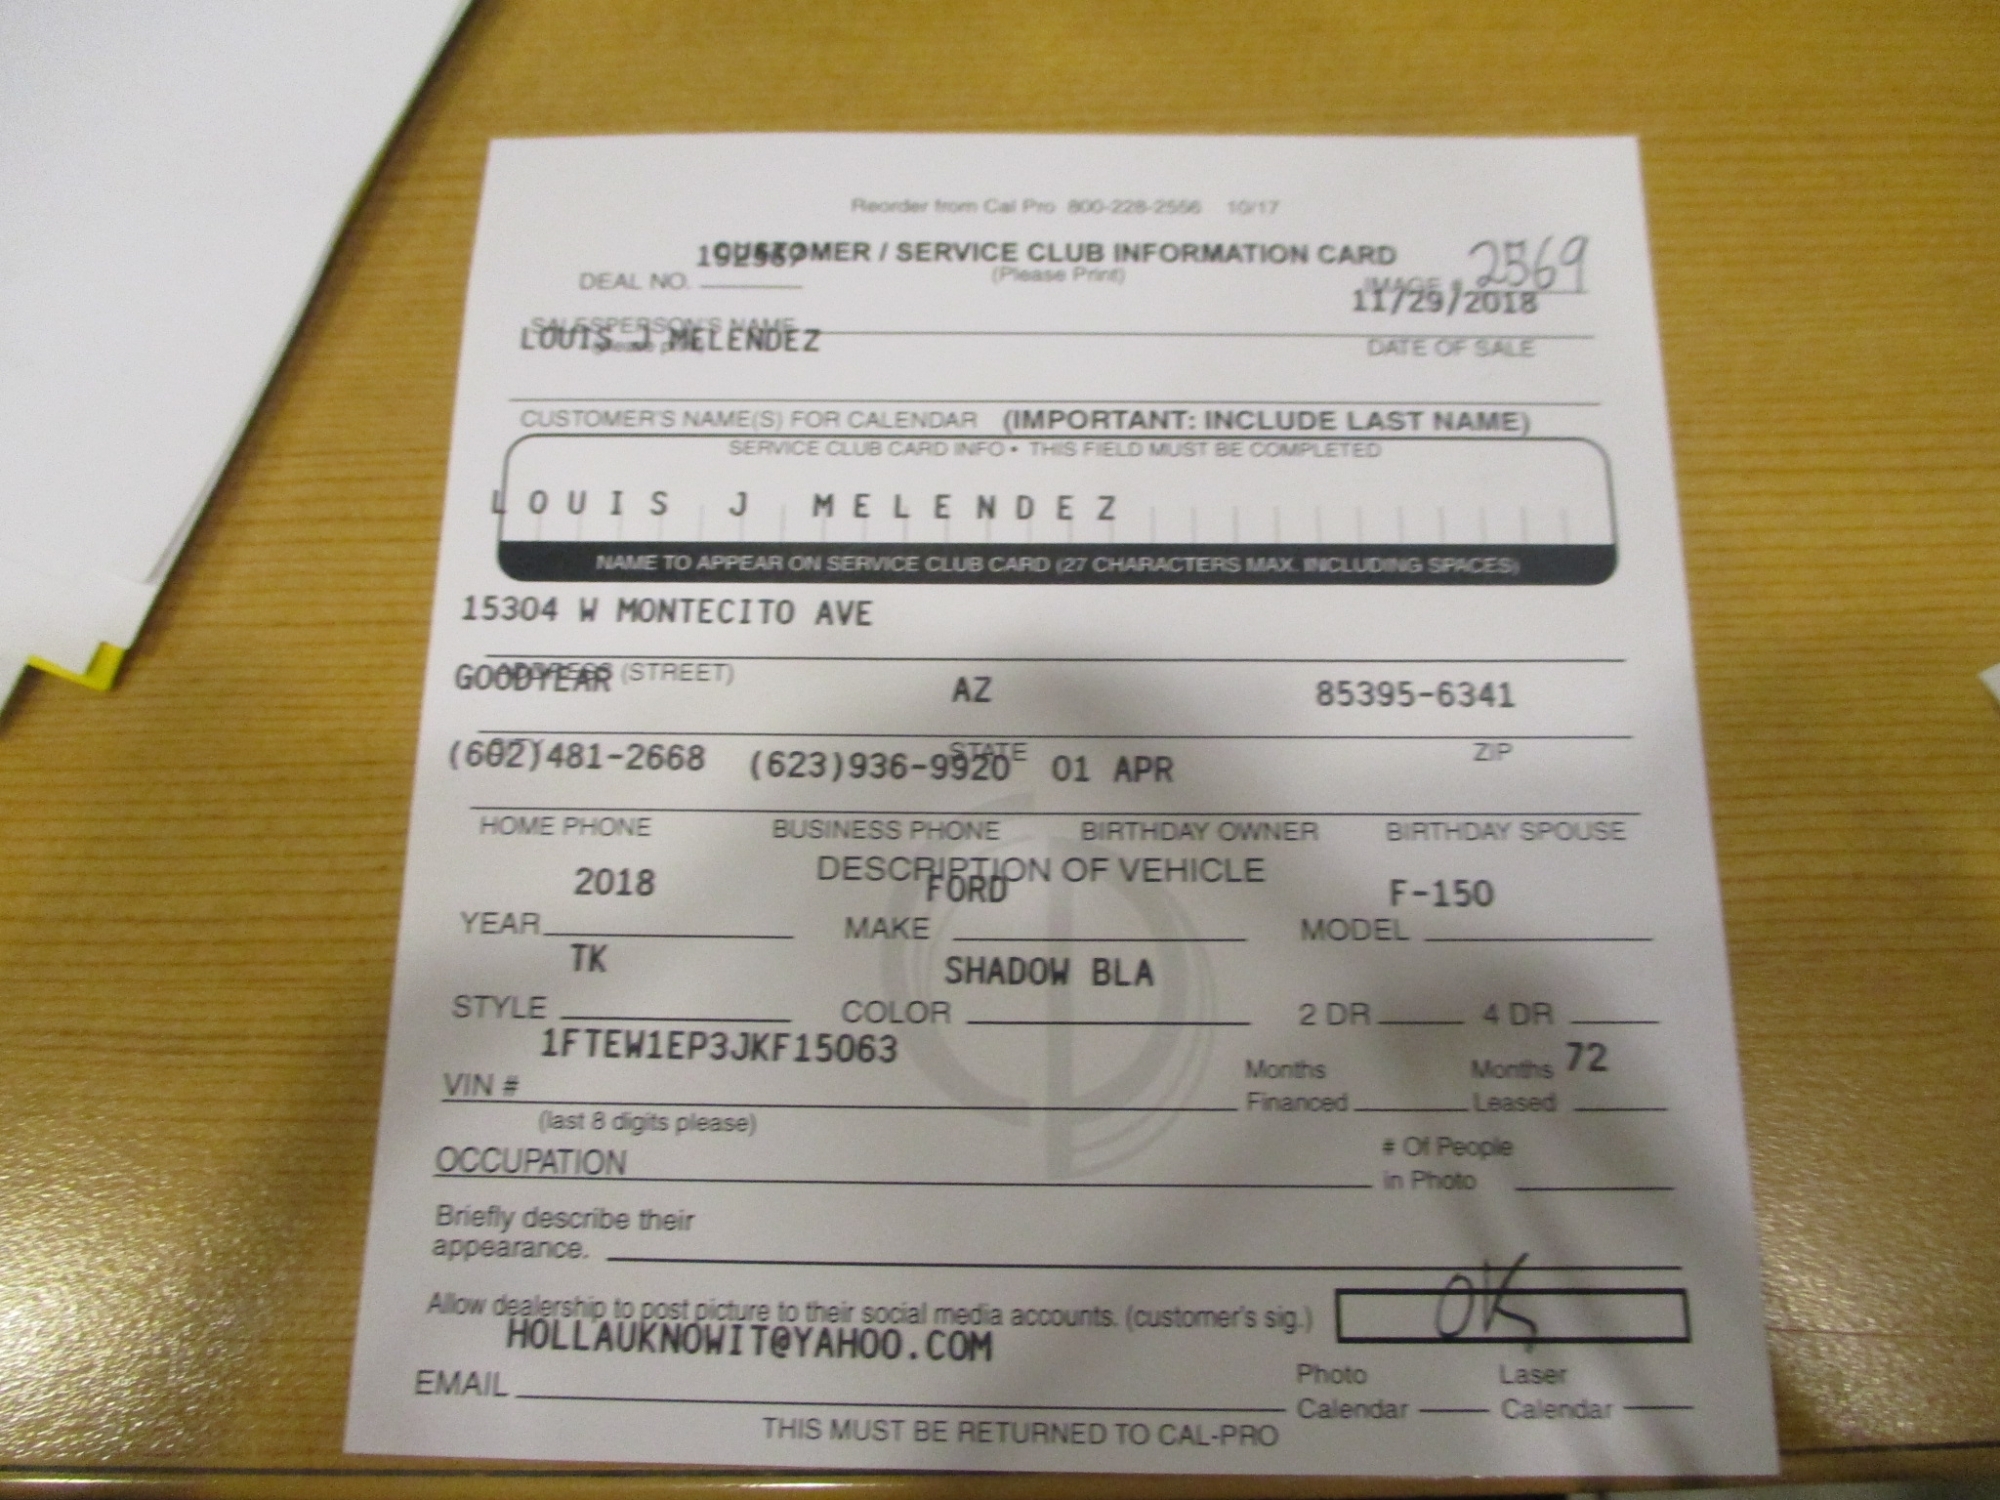 Reorder from Cal Pro 800-228-2556 10/17
CUSTOMER / SERVICE CLUB INFORMATION CARD
(Please Print)
DEAL NO. 192569
IMAGE # 2569
11/29/2018
SALESPERSON'S NAME
(please print)
LOUIS J MELENDEZ
DATE OF SALE
CUSTOMER'S NAME(S) FOR CALENDAR (IMPORTANT: INCLUDE LAST NAME)
SERVICE CLUB CARD INFO • THIS FIELD MUST BE COMPLETED
LOUIS J MELENDEZ
NAME TO APPEAR ON SERVICE CLUB CARD (27 CHARACTERS MAX. INCLUDING SPACES)
15304 W MONTECITO AVE
ADDRESS (STREET)
GOODYEAR AZ 85395-6341
STATE ZIP
(602)481-2668 (623)936-9920 01 APR
HOME PHONE BUSINESS PHONE BIRTHDAY OWNER BIRTHDAY SPOUSE
DESCRIPTION OF VEHICLE
2018 FORD F-150
YEAR MAKE MODEL
TK SHADOW BLA
STYLE COLOR 2 DR 4 DR
1FTEW1EP3JKF15063
VIN #
(last 8 digits please)
Months Financed
Months Leased 72
OCCUPATION
# Of People
in Photo
Briefly describe their
appearance.
Allow dealership to post picture to their social media accounts. (customer's sig.) OK
HOLLAUKNOWIT@YAHOO.COM
EMAIL
Photo Calendar
Laser Calendar
THIS MUST BE RETURNED TO CAL-PRO